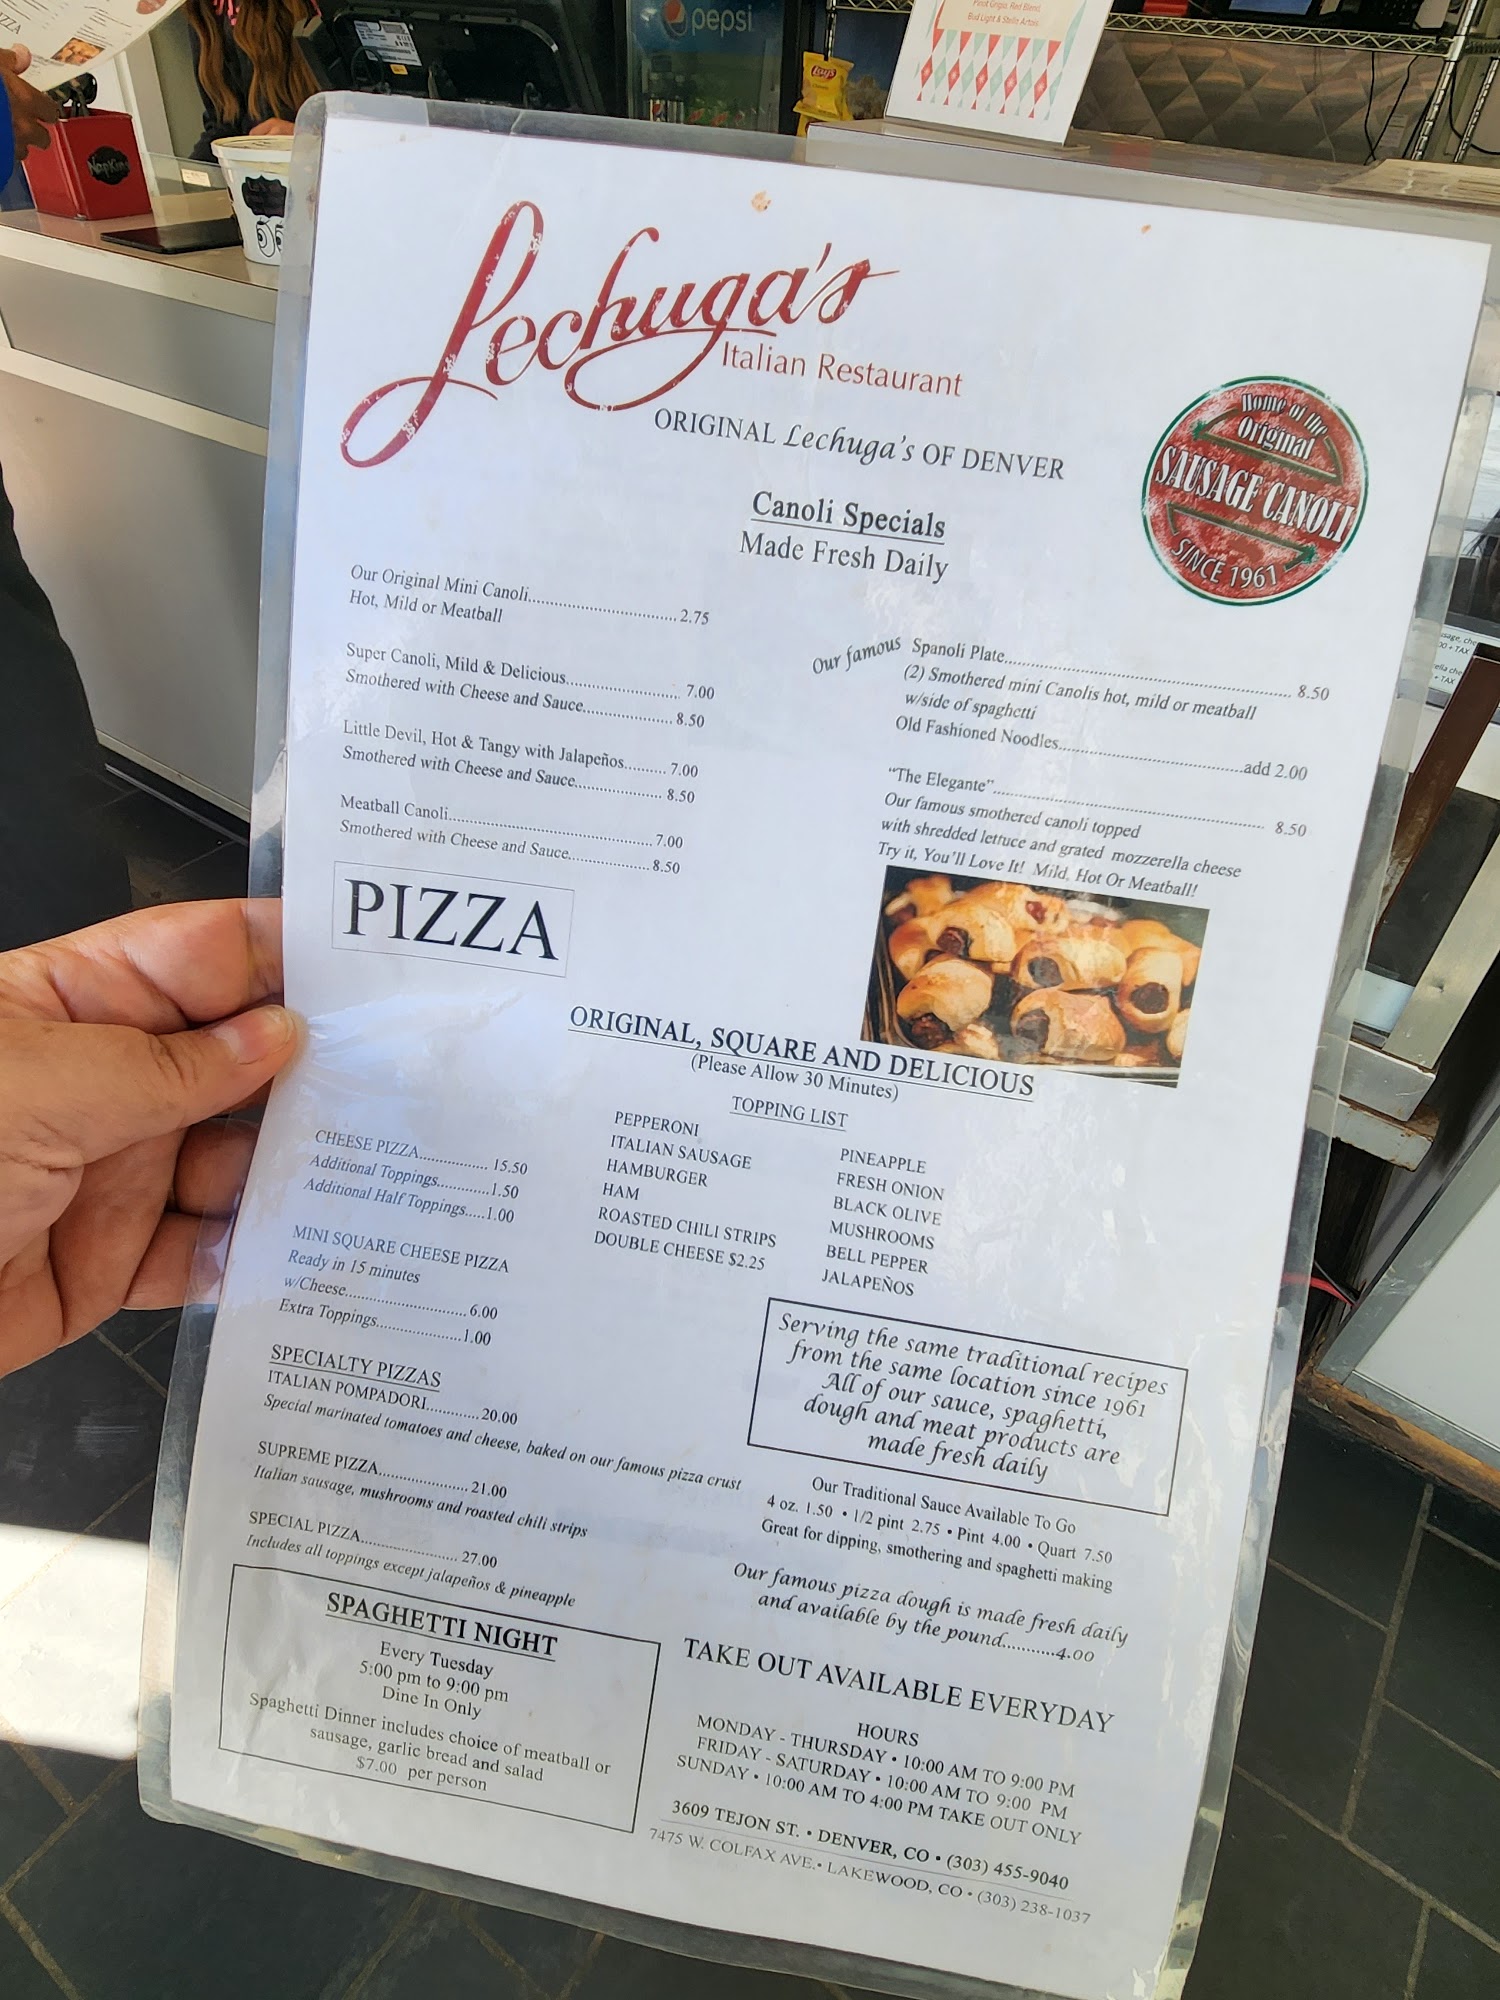 pepsi
Lay's
Napkins
Pinot Grigio, Red Blend,
Bud Light & Stella Artois
Lechuga's
Italian Restaurant
ORIGINAL Lechuga's OF DENVER
Home of the
Original
SAUSAGE CANOLI
SINCE 1961
Canoli Specials
Made Fresh Daily
Our Original Mini Canoli.............................. 2.75
Hot, Mild or Meatball
Super Canoli, Mild & Delicious....................... 7.00
Smothered with Cheese and Sauce.................. 8.50
Little Devil, Hot & Tangy with Jalapeños.......... 7.00
Smothered with Cheese and Sauce.................. 8.50
Meatball Canoli......................................... 7.00
Smothered with Cheese and Sauce.................. 8.50
Our famous Spanoli Plate.......................................................... 8.50
(2) Smothered mini Canolis hot, mild or meatball
w/side of spaghetti
Old Fashioned Noodles.....................................add 2.00
“The Elegante”...................................................... 8.50
Our famous smothered canoli topped
with shredded lettuce and grated mozzerella cheese
Try it, You'll Love It! Mild, Hot Or Meatball!
PIZZA
ORIGINAL, SQUARE AND DELICIOUS
(Please Allow 30 Minutes)
CHEESE PIZZA................. 15.50
Additional Toppings............1.50
Additional Half Toppings.....1.00
MINI SQUARE CHEESE PIZZA
Ready in 15 minutes
w/Cheese.............................. 6.00
Extra Toppings.....................1.00
TOPPING LIST
PEPPERONI
ITALIAN SAUSAGE
HAMBURGER
HAM
ROASTED CHILI STRIPS
DOUBLE CHEESE $2.25
PINEAPPLE
FRESH ONION
BLACK OLIVE
MUSHROOMS
BELL PEPPER
JALAPEÑOS
SPECIALTY PIZZAS
ITALIAN POMPADORI.............20.00
Special marinated tomatoes and cheese, baked on our famous pizza crust
SUPREME PIZZA...................... 21.00
Italian sausage, mushrooms and roasted chili strips
SPECIAL PIZZA........................ 27.00
Includes all toppings except jalapeños & pineapple
Serving the same traditional recipes
from the same location since 1961
All of our sauce, spaghetti,
dough and meat products are
made fresh daily
Our Traditional Sauce Available To Go
4 oz. 1.50 • 1/2 pint 2.75 • Pint 4.00 • Quart 7.50
Great for dipping, smothering and spaghetti making
Our famous pizza dough is made fresh daily
and available by the pound...........4.00
SPAGHETTI NIGHT
Every Tuesday
5:00 pm to 9:00 pm
Dine In Only
Spaghetti Dinner includes choice of meatball or
sausage, garlic bread and salad
$7.00 per person
TAKE OUT AVAILABLE EVERYDAY
HOURS
MONDAY - THURSDAY • 10:00 AM TO 9:00 PM
FRIDAY - SATURDAY • 10:00 AM TO 9:00 PM
SUNDAY • 10:00 AM TO 4:00 PM TAKE OUT ONLY
3609 TEJON ST. • DENVER, CO • (303) 455-9040
7475 W. COLFAX AVE. • LAKEWOOD, CO • (303) 238-1037